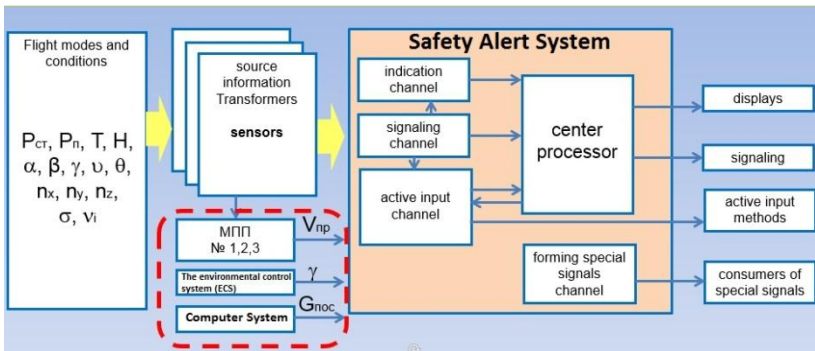 Flight modes and
conditions
Pст, Pп, T, H,
α, β, γ, υ, θ,
nx, ny, nz,
σ, νi
source
information
Transformers
sensors
МПП
№ 1,2,3
Vпр
The environmental control
system (ECS)
γ
Computer System
Gпос
Safety Alert System
indication
channel
signaling
channel
active input
channel
center
processor
forming special
signals
channel
displays
signaling
active input
methods
consumers of
special signals